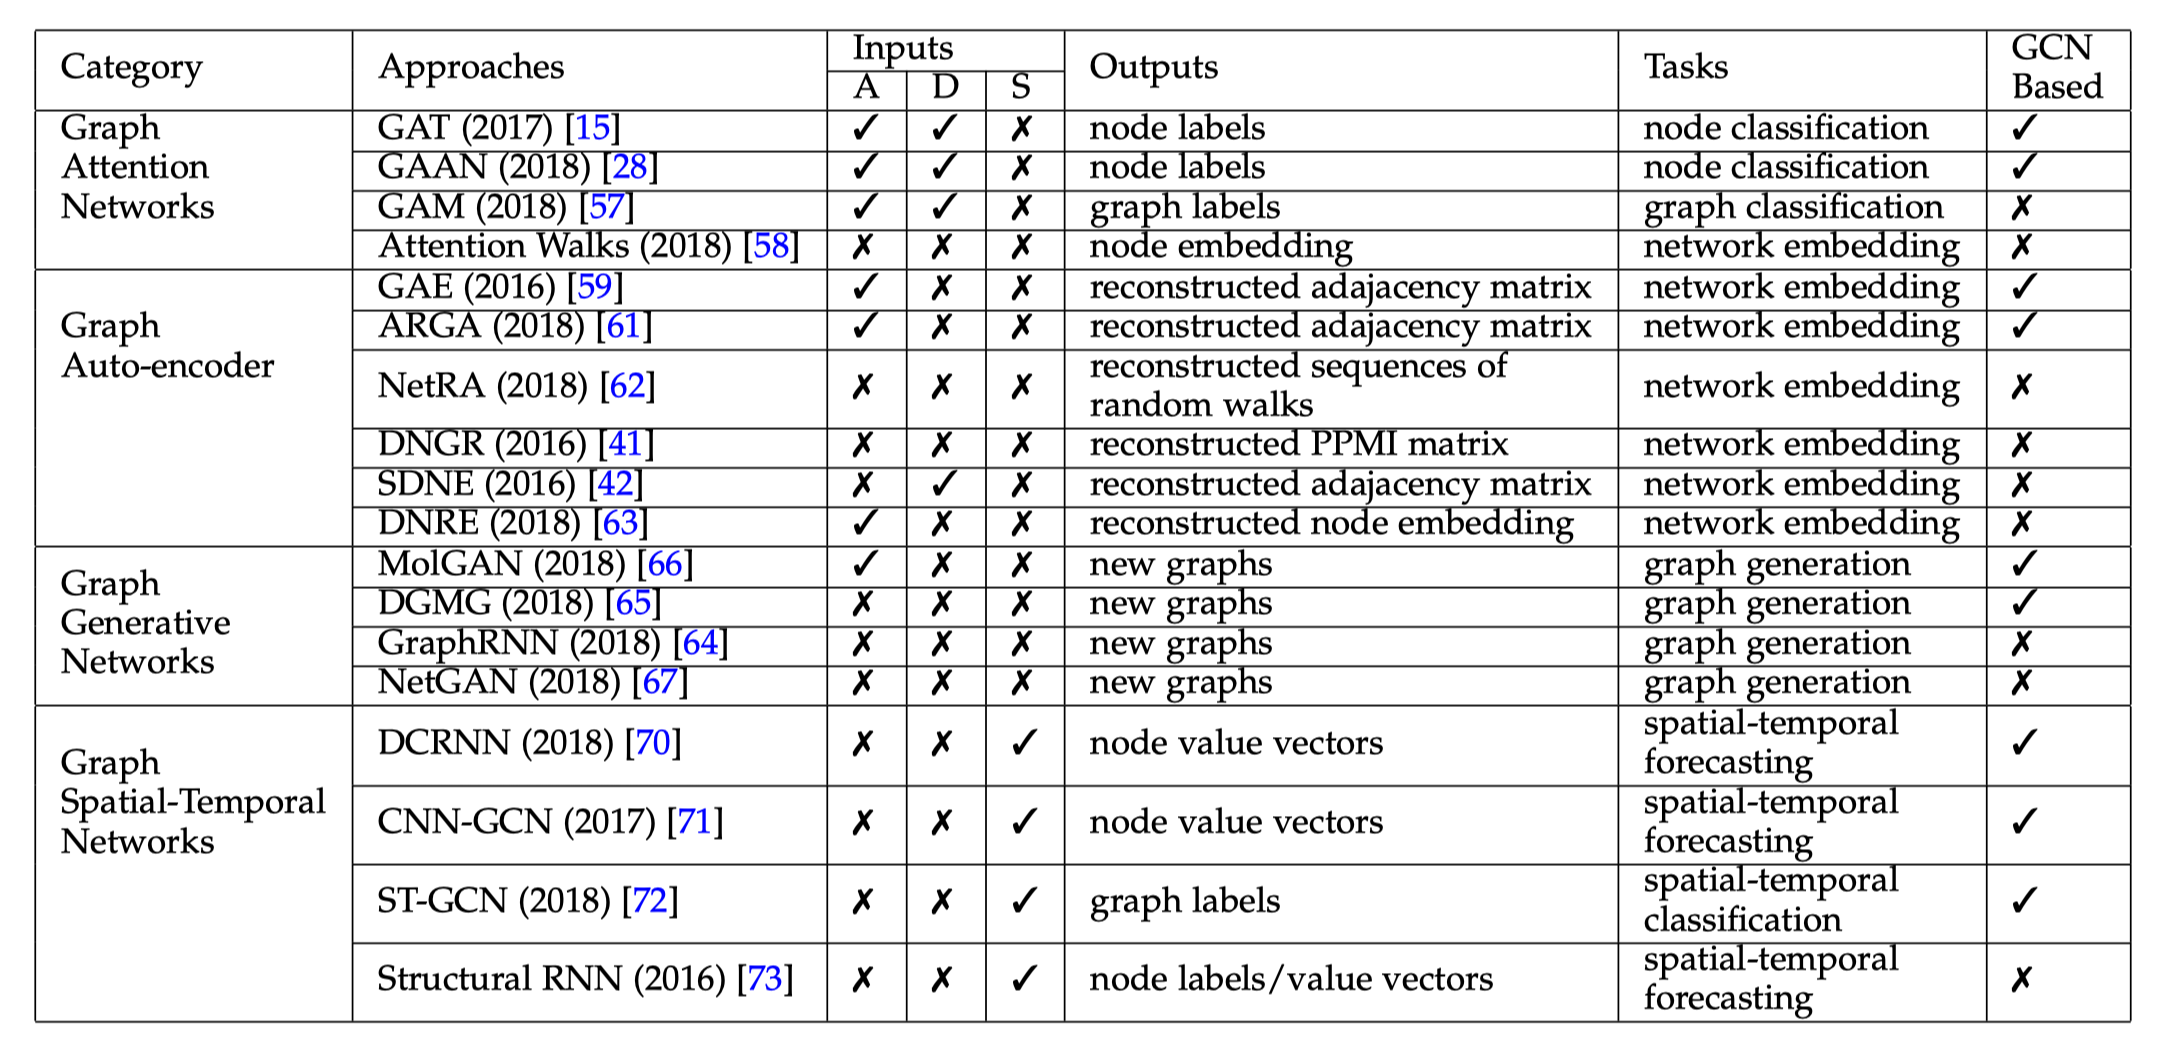 Category Approaches Inputs Outputs Tasks GCN Based
A D S
Graph Attention Networks
GAT (2017) [15] ✓ ✓ ✗ node labels node classification ✓
GAAN (2018) [28] ✓ ✓ ✗ node labels node classification ✓
GAM (2018) [57] ✓ ✓ ✗ graph labels graph classification ✗
Attention Walks (2018) [58] ✗ ✗ ✗ node embedding network embedding ✗
Graph Auto-encoder
GAE (2016) [59] ✓ ✗ ✗ reconstructed adajacency matrix network embedding ✓
ARGA (2018) [61] ✓ ✗ ✗ reconstructed adajacency matrix network embedding ✓
NetRA (2018) [62] ✗ ✗ ✗ reconstructed sequences of random walks network embedding ✗
DNGR (2016) [41] ✗ ✗ ✗ reconstructed PPMI matrix network embedding ✗
SDNE (2016) [42] ✗ ✓ ✗ reconstructed adajacency matrix network embedding ✗
DNRE (2018) [63] ✓ ✗ ✗ reconstructed node embedding network embedding ✗
Graph Generative Networks
MolGAN (2018) [66] ✓ ✗ ✗ new graphs graph generation ✓
DGMG (2018) [65] ✗ ✗ ✗ new graphs graph generation ✓
GraphRNN (2018) [64] ✗ ✗ ✗ new graphs graph generation ✗
NetGAN (2018) [67] ✗ ✗ ✗ new graphs graph generation ✗
Graph Spatial-Temporal Networks
DCRNN (2018) [70] ✗ ✗ ✓ node value vectors spatial-temporal forecasting ✓
CNN-GCN (2017) [71] ✗ ✗ ✓ node value vectors spatial-temporal forecasting ✓
ST-GCN (2018) [72] ✗ ✗ ✓ graph labels spatial-temporal classification ✓
Structural RNN (2016) [73] ✗ ✗ ✓ node labels/value vectors spatial-temporal forecasting ✗